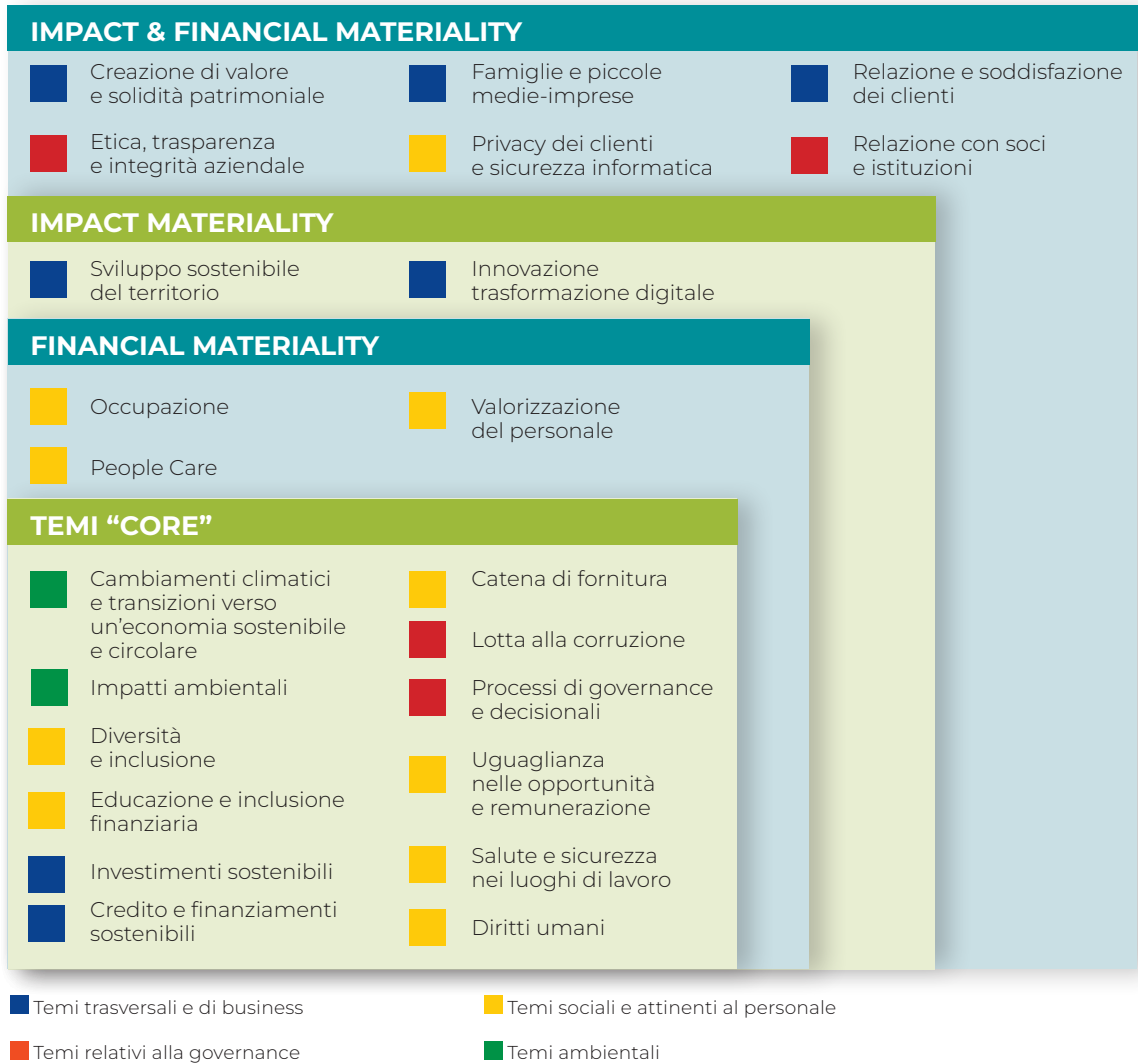 IMPACT & FINANCIAL MATERIALITY
Creazione di valore
e solidità patrimoniale
Famiglie e piccole
medie-imprese
Relazione e soddisfazione
dei clienti
Etica, trasparenza
e integrità aziendale
Privacy dei clienti
e sicurezza informatica
Relazione con soci
e istituzioni
IMPACT MATERIALITY
Sviluppo sostenibile
del territorio
Innovazione
trasformazione digitale
FINANCIAL MATERIALITY
Occupazione
Valorizzazione
del personale
People Care
TEMI “CORE”
Cambiamenti climatici
e transizioni verso
un’economia sostenibile
e circolare
Impatti ambientali
Diversità
e inclusione
Educazione e inclusione
finanziaria
Investimenti sostenibili
Credito e finanziamenti
sostenibili
Catena di fornitura
Lotta alla corruzione
Processi di governance
e decisionali
Uguaglianza
nelle opportunità
e remunerazione
Salute e sicurezza
nei luoghi di lavoro
Diritti umani
Temi trasversali e di business
Temi sociali e attinenti al personale
Temi relativi alla governance
Temi ambientali